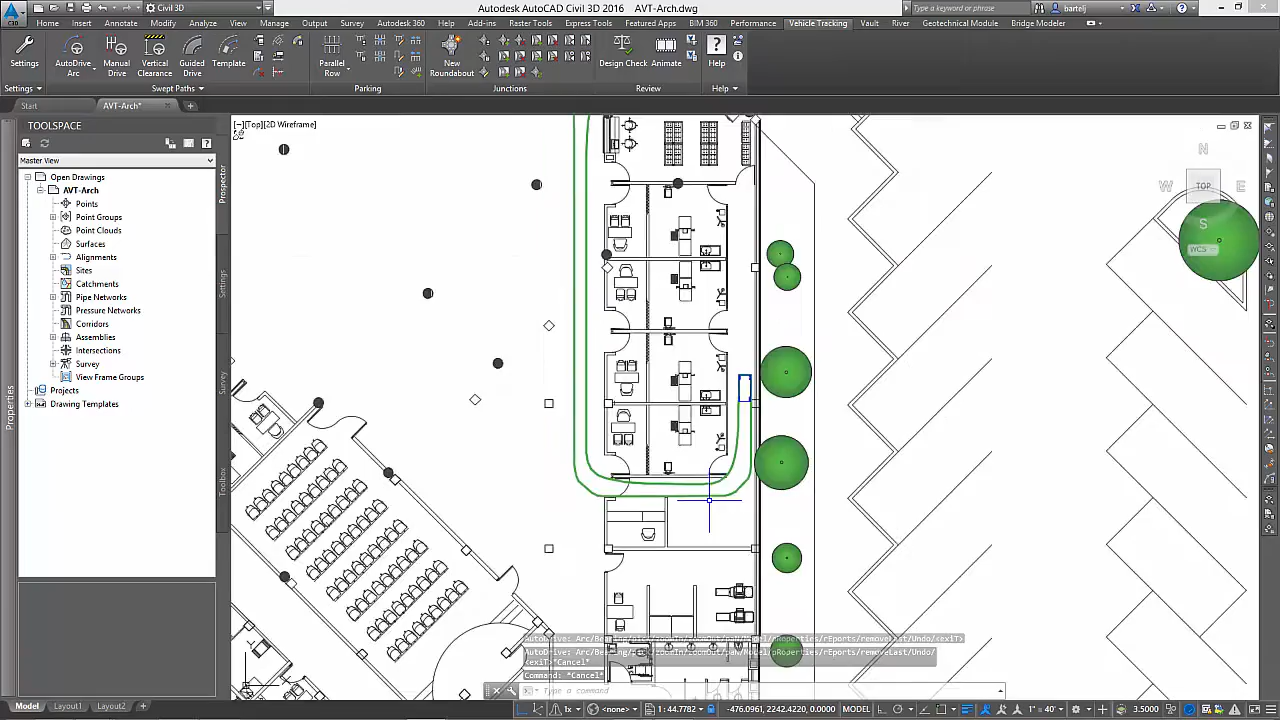 Civil 3D
Autodesk AutoCAD Civil 3D 2016    AVT-Arch.dwg
Type a keyword or phrase
bartelj
Home Insert Annotate Modify Analyze View Manage Output Survey Autodesk 360 Help Add-ins Raster Tools Express Tools Featured Apps BIM 360 Performance Vehicle Tracking Vault River Geotechnical Module Bridge Modeler
Settings AutoDrive Arc Manual Drive Vertical Clearance Guided Drive Template Parallel Row New Roundabout Design Check Animate Help
Settings Swept Paths Parking Junctions Review Help
Start AVT-Arch*
TOOLSPACE
[–][Top][2D Wireframe]
Master View
Open Drawings
AVT-Arch
Points
Point Groups
Point Clouds
Surfaces
Alignments
Sites
Catchments
Pipe Networks
Pressure Networks
Corridors
Assemblies
Intersections
Survey
View Frame Groups
Projects
Drawing Templates
Prospector
Settings
Survey
Toolbox
Properties
N
W TOP E
S
WCS
<exiT>*Cancel*
Command: *Cancel*
Type a command
Model Layout1 Layout2
1x <none> 1 : 44.7782 -476.0961, 2242.4220, 0.0000 MODEL 1" = 40' 3.5000